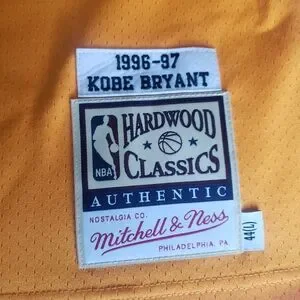 1996-97
KOBE BRYANT
HARDWOOD
CLASSICS
NBA
AUTHENTIC
NOSTALGIA CO.
Mitchell & Ness
PHILADELPHIA, PA
44(L)